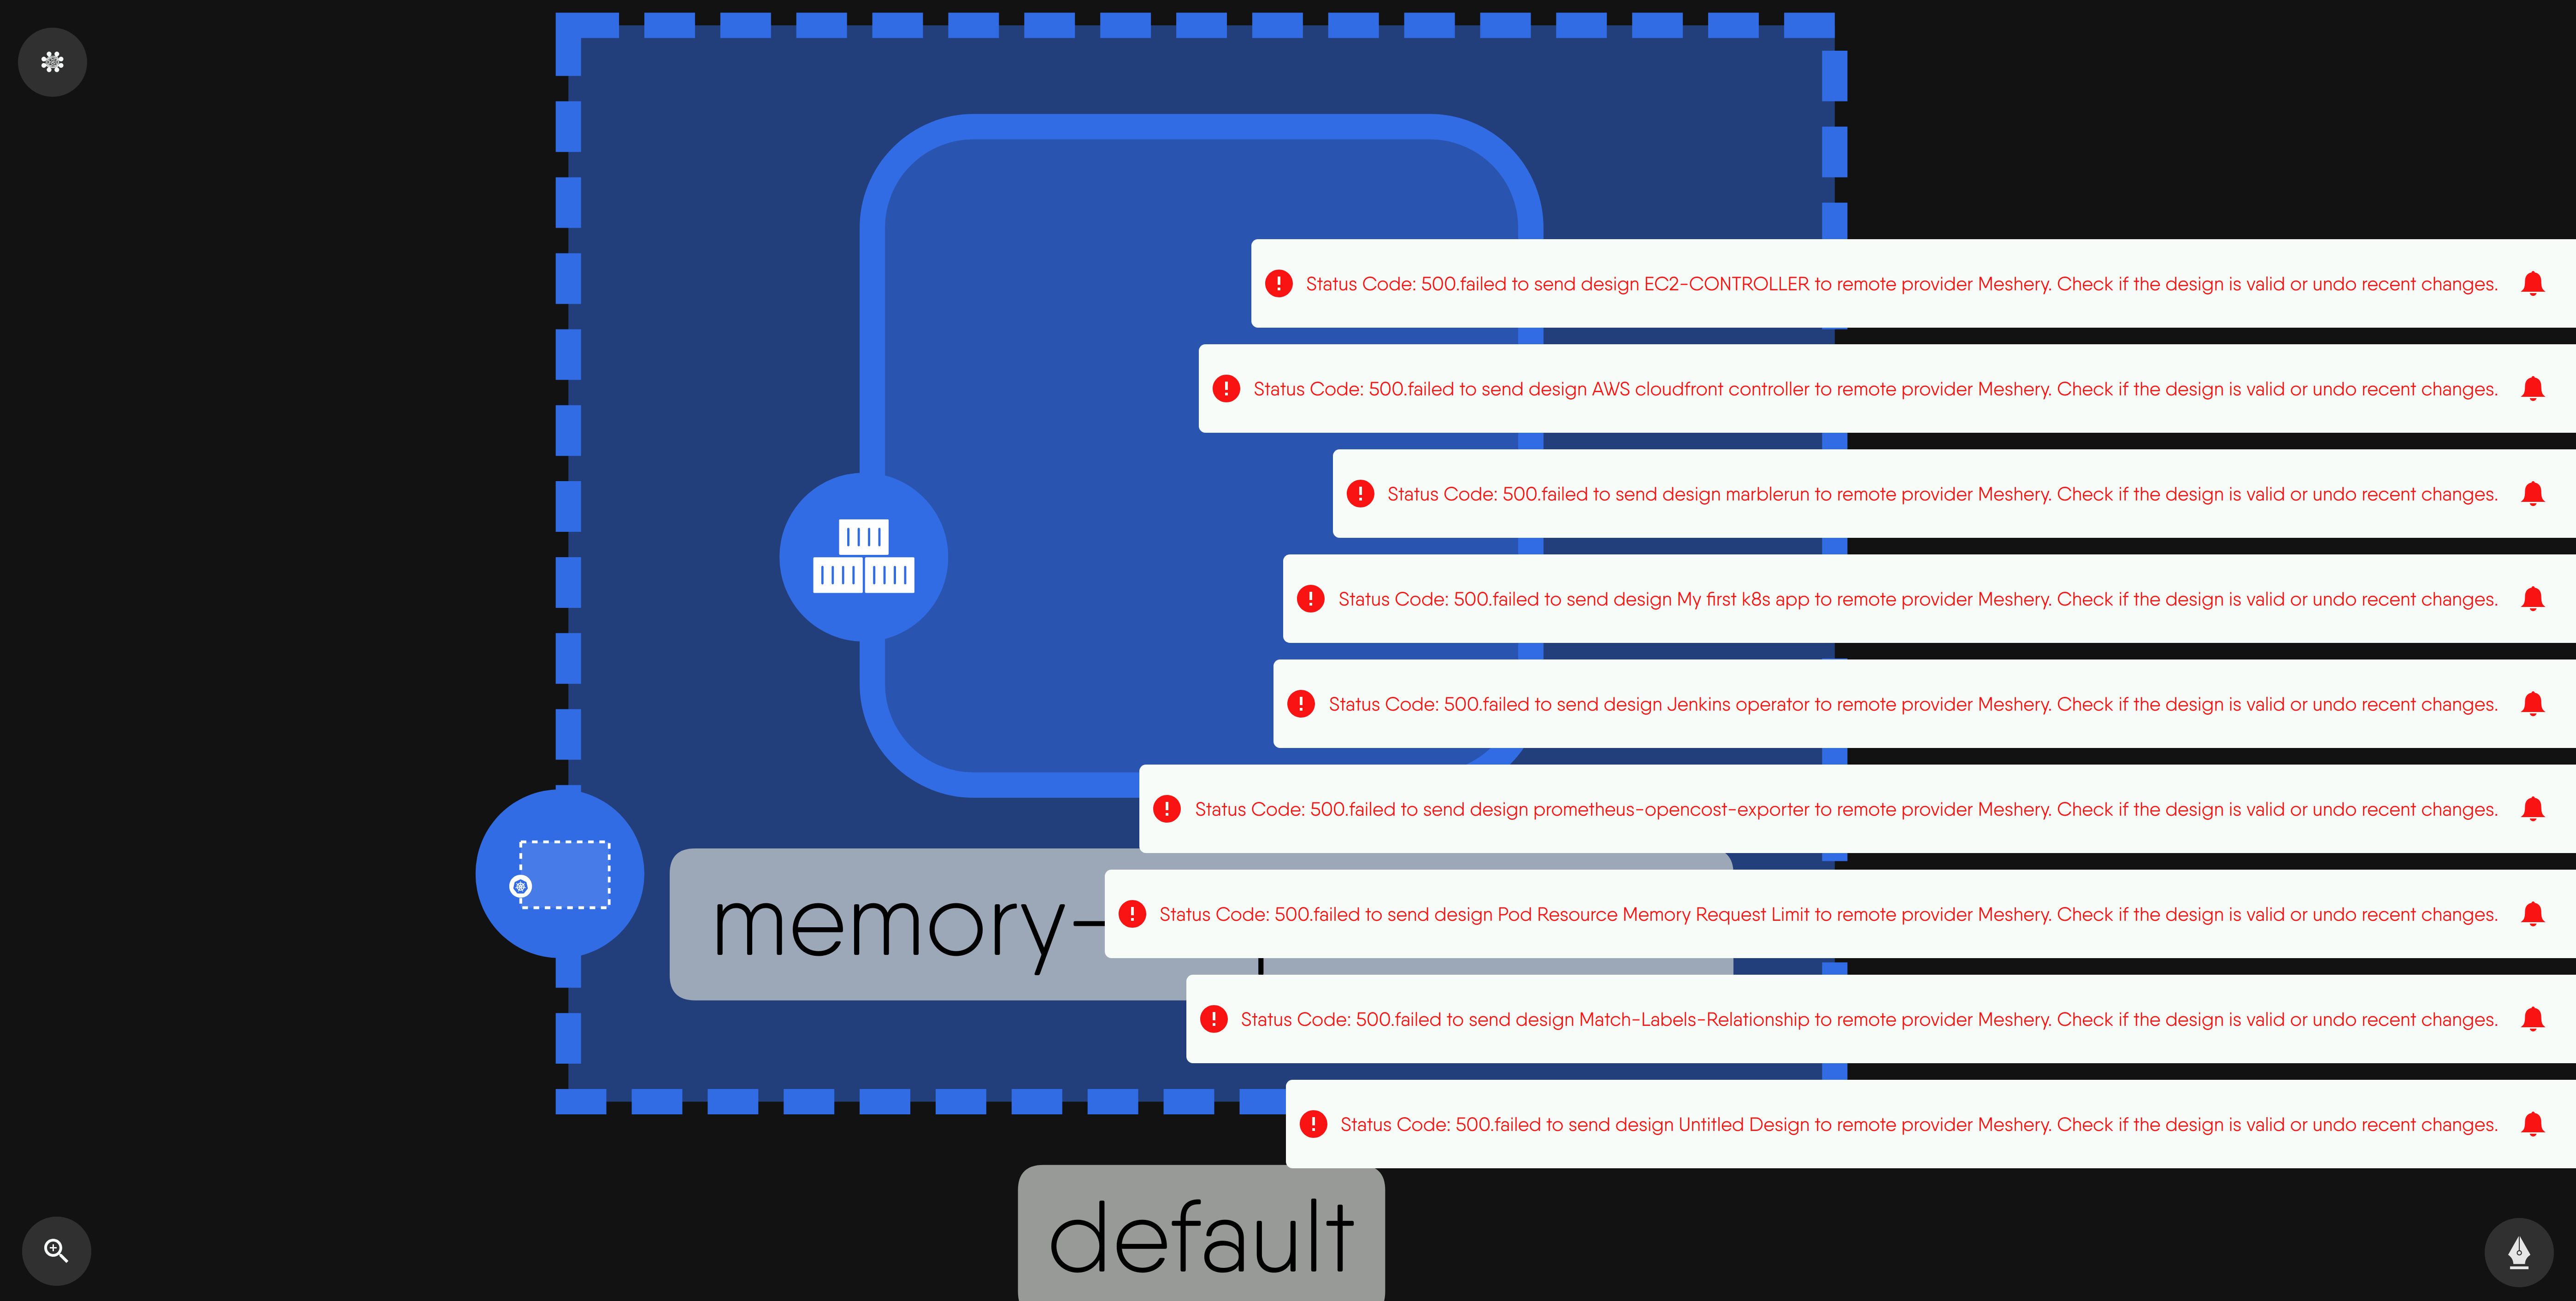 Status Code: 500.failed to send design EC2-CONTROLLER to remote provider Meshery. Check if the design is valid or undo recent changes.
Status Code: 500.failed to send design AWS cloudfront controller to remote provider Meshery. Check if the design is valid or undo recent changes.
Status Code: 500.failed to send design marblerun to remote provider Meshery. Check if the design is valid or undo recent changes.
Status Code: 500.failed to send design My first k8s app to remote provider Meshery. Check if the design is valid or undo recent changes.
Status Code: 500.failed to send design Jenkins operator to remote provider Meshery. Check if the design is valid or undo recent changes.
Status Code: 500.failed to send design prometheus-opencost-exporter to remote provider Meshery. Check if the design is valid or undo recent changes.
memory-
Status Code: 500.failed to send design Pod Resource Memory Request Limit to remote provider Meshery. Check if the design is valid or undo recent changes.
Status Code: 500.failed to send design Match-Labels-Relationship to remote provider Meshery. Check if the design is valid or undo recent changes.
Status Code: 500.failed to send design Untitled Design to remote provider Meshery. Check if the design is valid or undo recent changes.
default